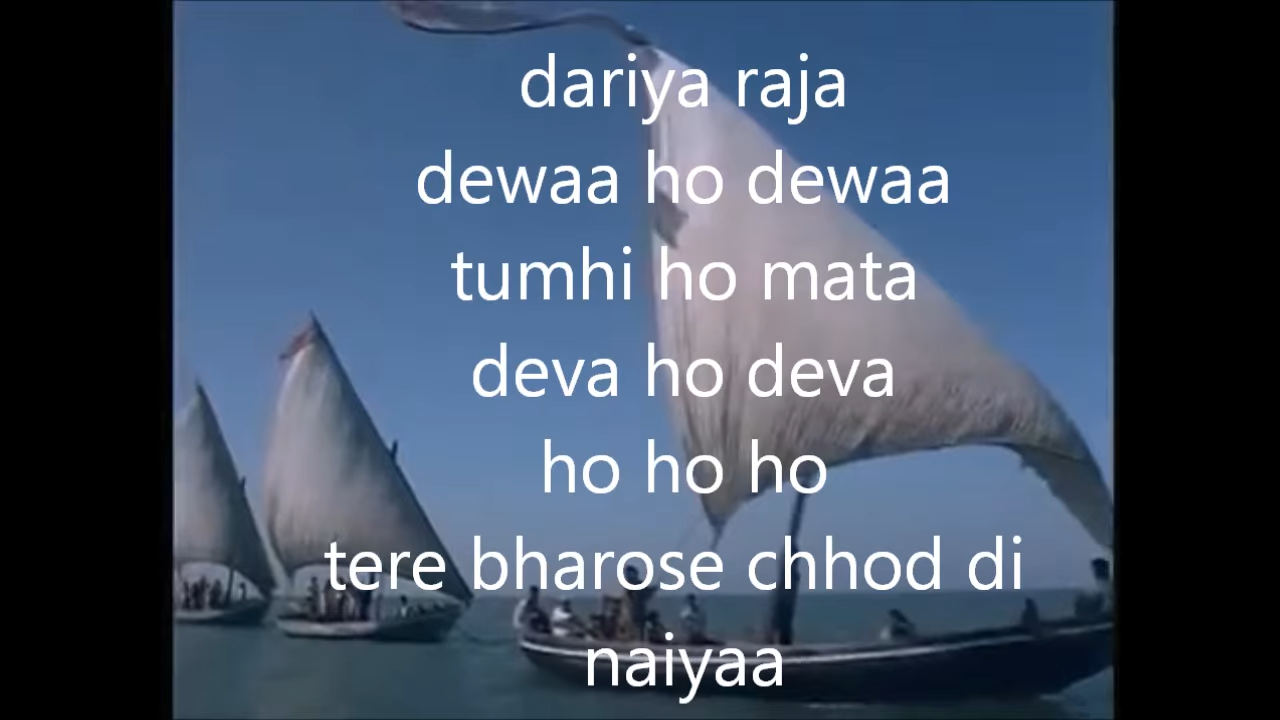 dariya raja
dewaa ho dewaa
tumhi ho mata
deva ho deva
ho ho ho
tere bharose chhod di
naiyaa